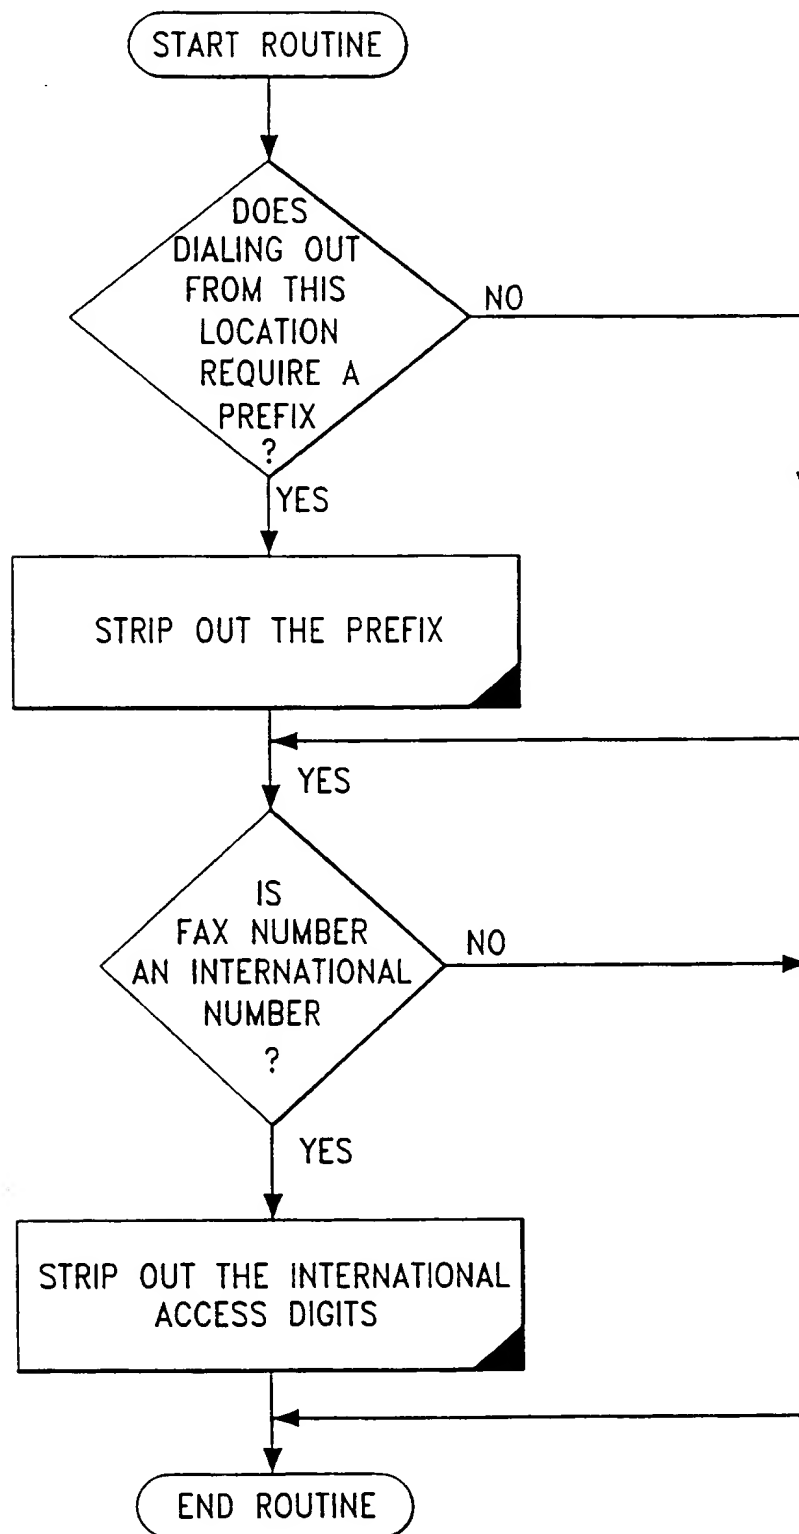 START ROUTINE
DOES
DIALING OUT
FROM THIS
LOCATION
REQUIRE A
PREFIX
?
NO
YES
STRIP OUT THE PREFIX
YES
IS
FAX NUMBER
AN INTERNATIONAL
NUMBER
?
NO
YES
STRIP OUT THE INTERNATIONAL
ACCESS DIGITS
END ROUTINE